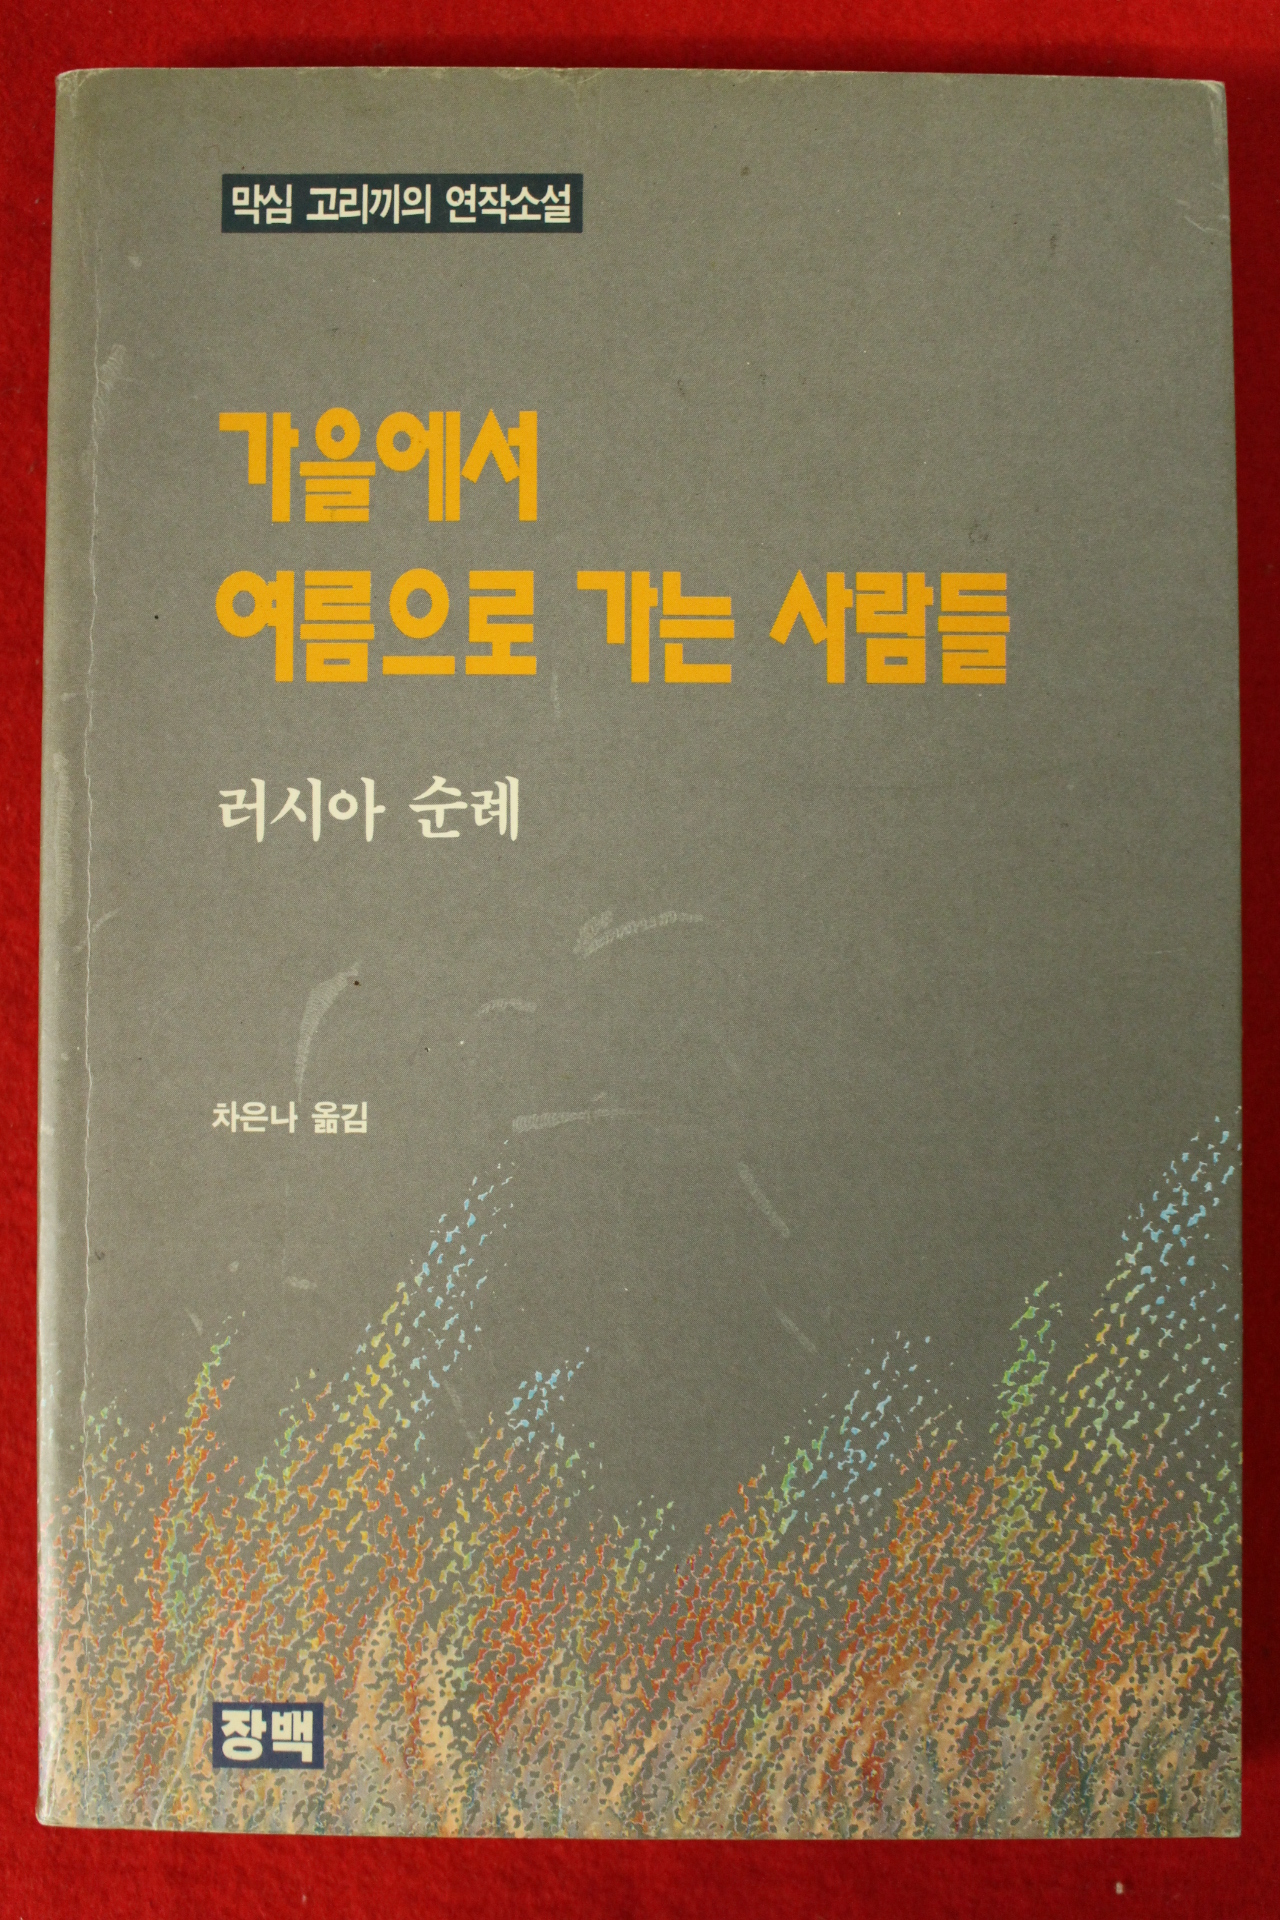 막심 고리끼의 연작소설
가을에서
여름으로 가는 사람들
러시아 순례
차은나 옮김
장백